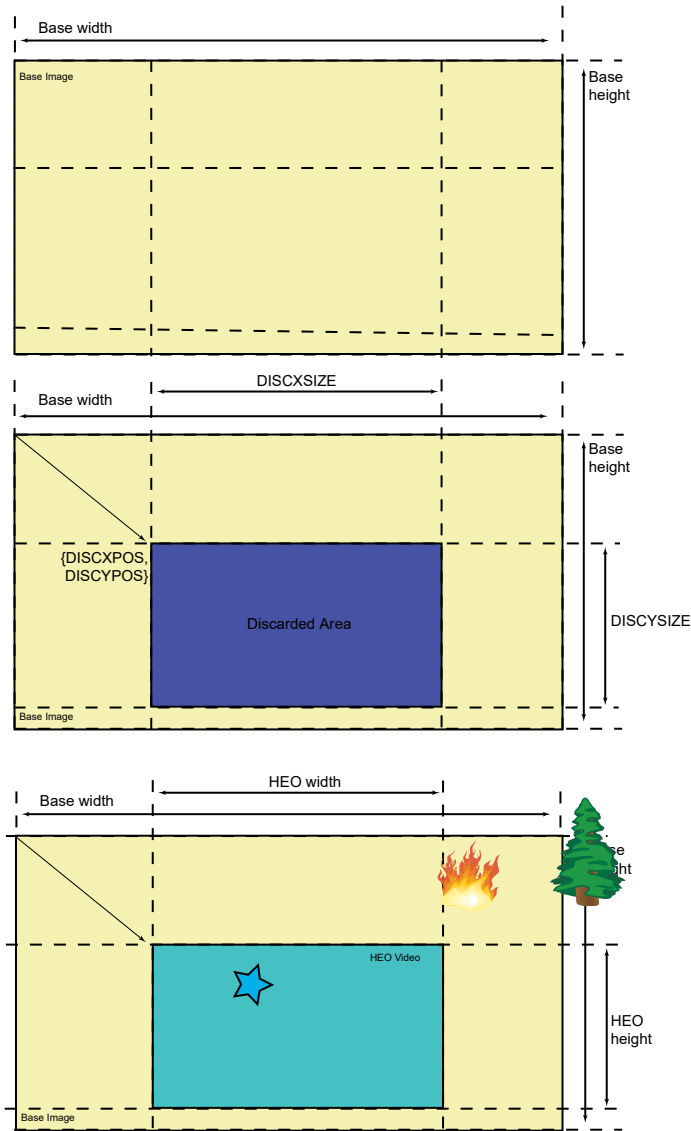 Base width
Base Image
Base
height
DISCXSIZE
Base width
Base
height
{DISCXPOS,
DISCYPOS}
Discarded Area
DISCYSIZE
Base Image
HEO width
Base width
HEO Video
HEO
height
Base Image